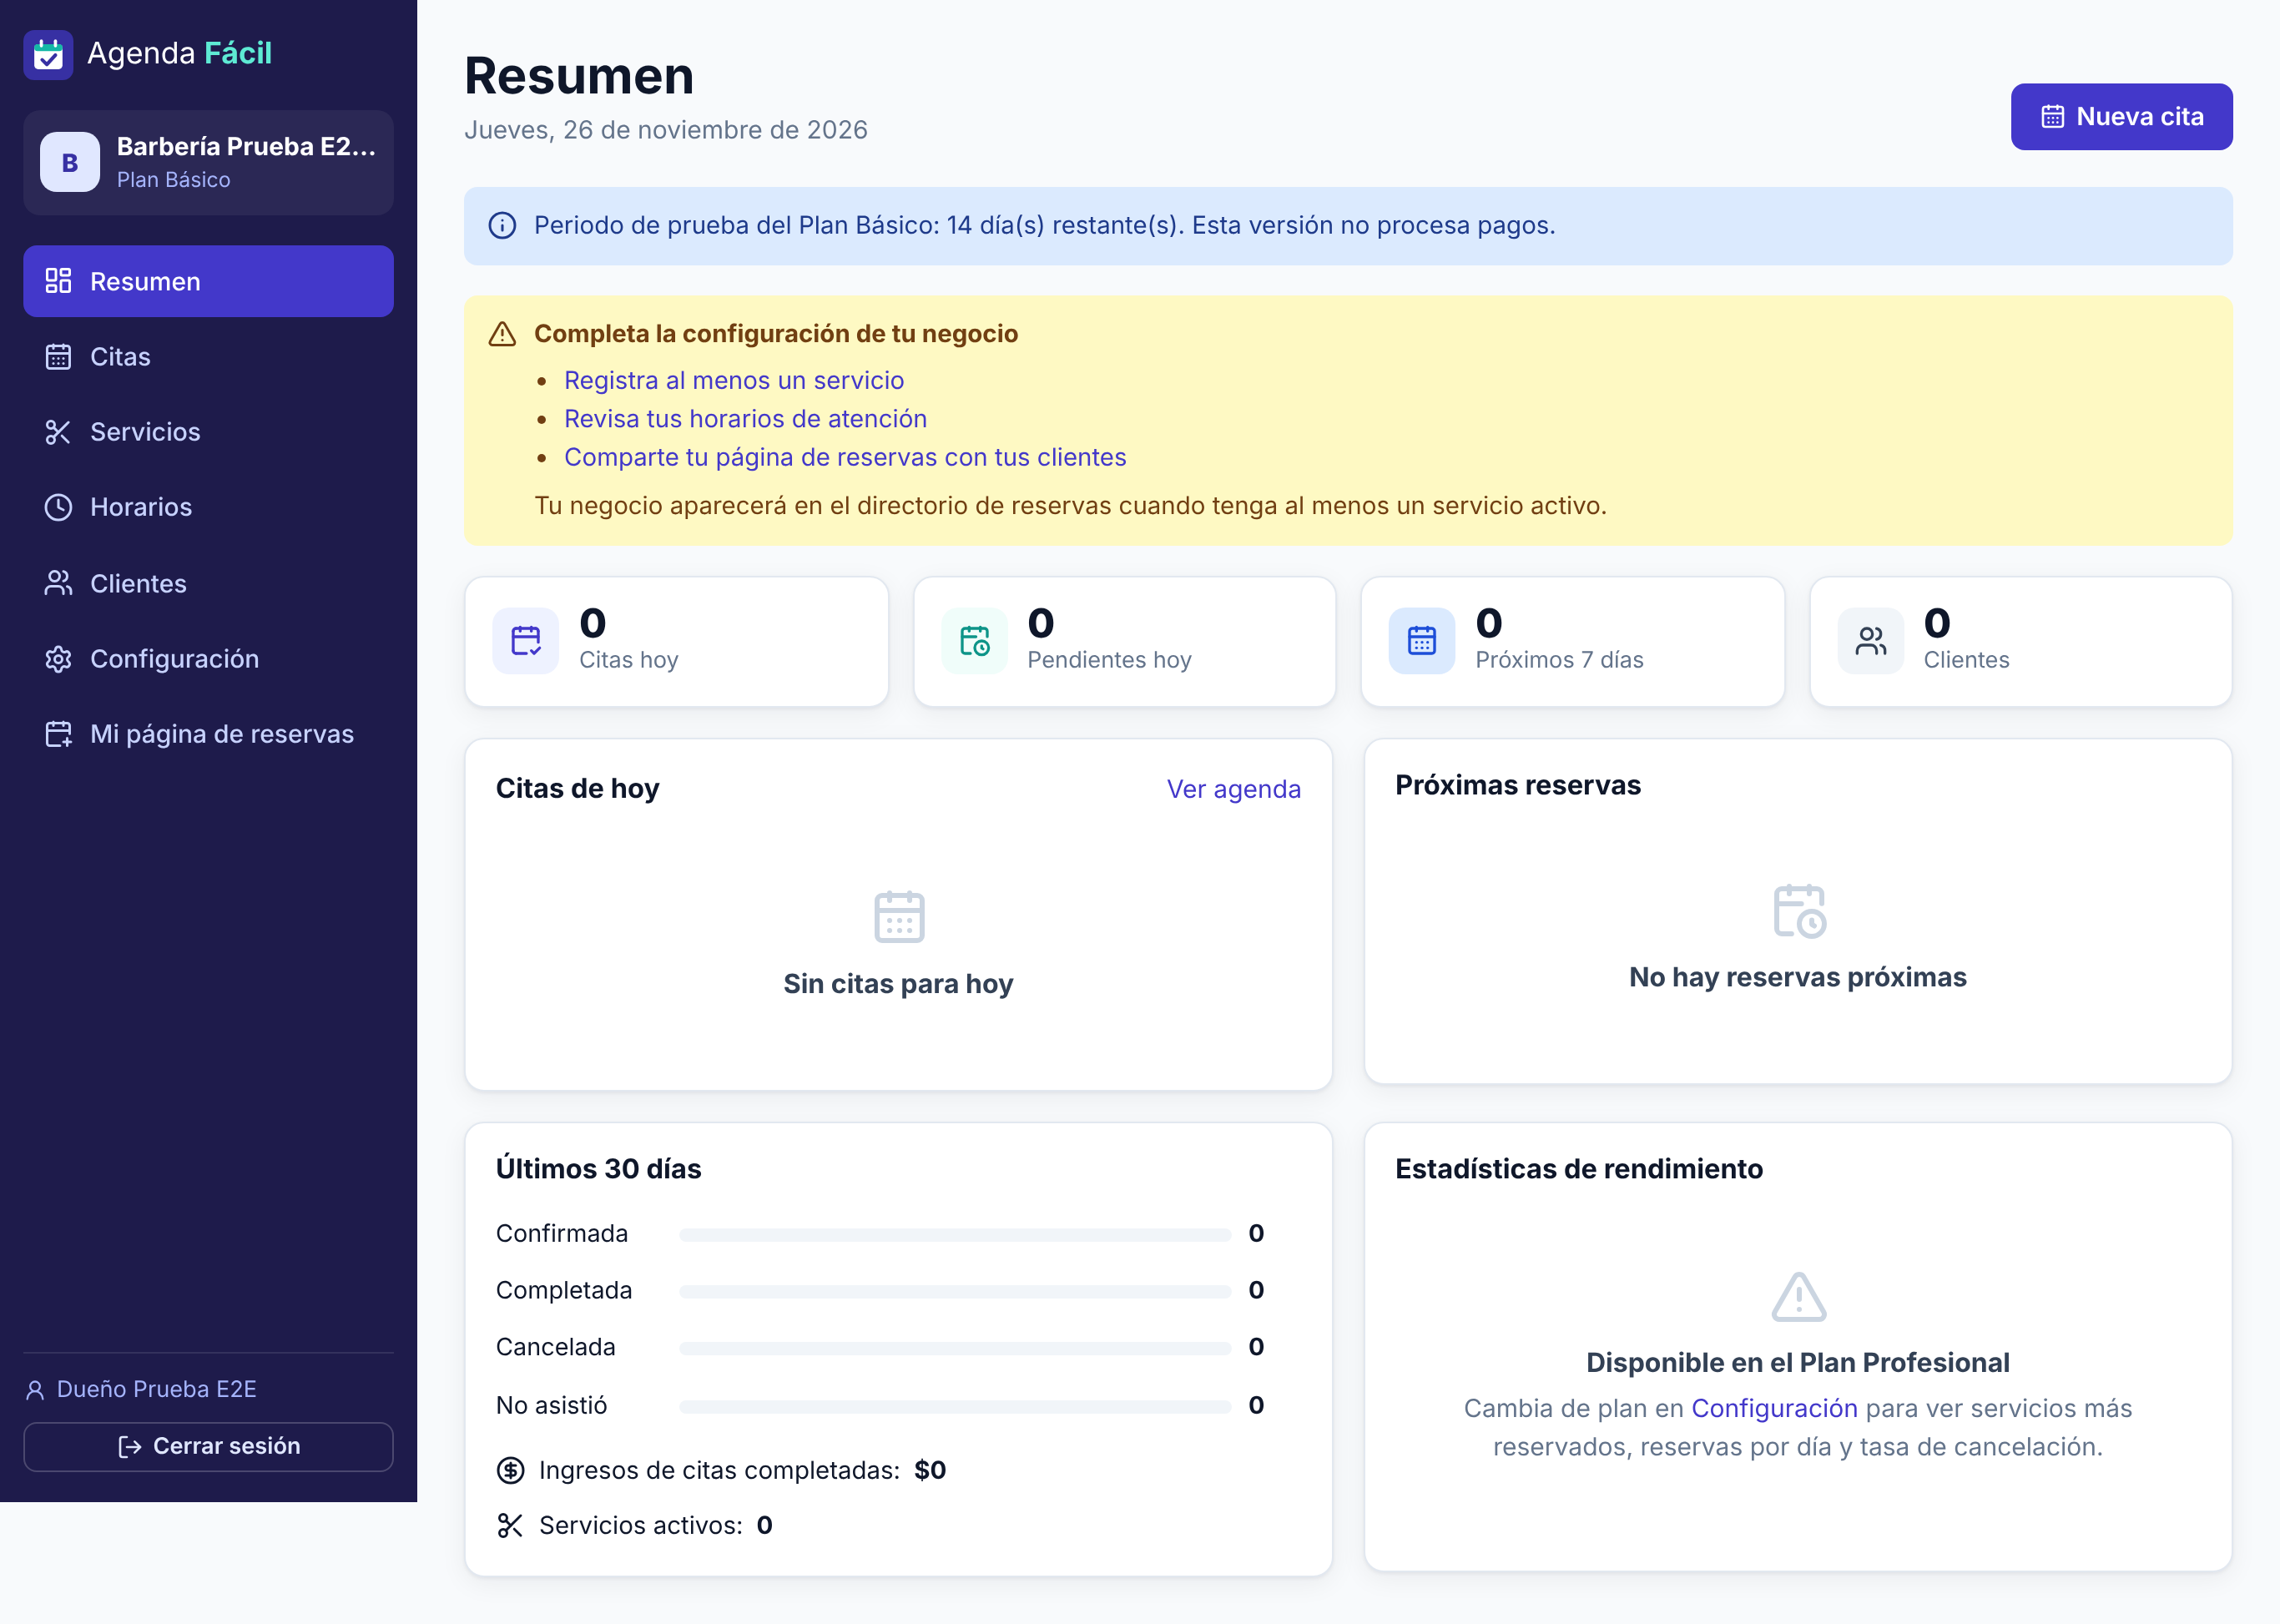 Agenda Fácil
B
Barbería Prueba E2...
Plan Básico
Resumen
Citas
Servicios
Horarios
Clientes
Configuración
Mi página de reservas
Dueño Prueba E2E
Cerrar sesión
Resumen
Jueves, 26 de noviembre de 2026
Nueva cita
Periodo de prueba del Plan Básico: 14 día(s) restante(s). Esta versión no procesa pagos.
Completa la configuración de tu negocio
• Registra al menos un servicio
• Revisa tus horarios de atención
• Comparte tu página de reservas con tus clientes
Tu negocio aparecerá en el directorio de reservas cuando tenga al menos un servicio activo.
0
Citas hoy
0
Pendientes hoy
0
Próximos 7 días
0
Clientes
Citas de hoy
Ver agenda
Sin citas para hoy
Próximas reservas
No hay reservas próximas
Últimos 30 días
Confirmada 0
Completada 0
Cancelada 0
No asistió 0
Ingresos de citas completadas: $0
Servicios activos: 0
Estadísticas de rendimiento
Disponible en el Plan Profesional
Cambia de plan en Configuración para ver servicios más
reservados, reservas por día y tasa de cancelación.